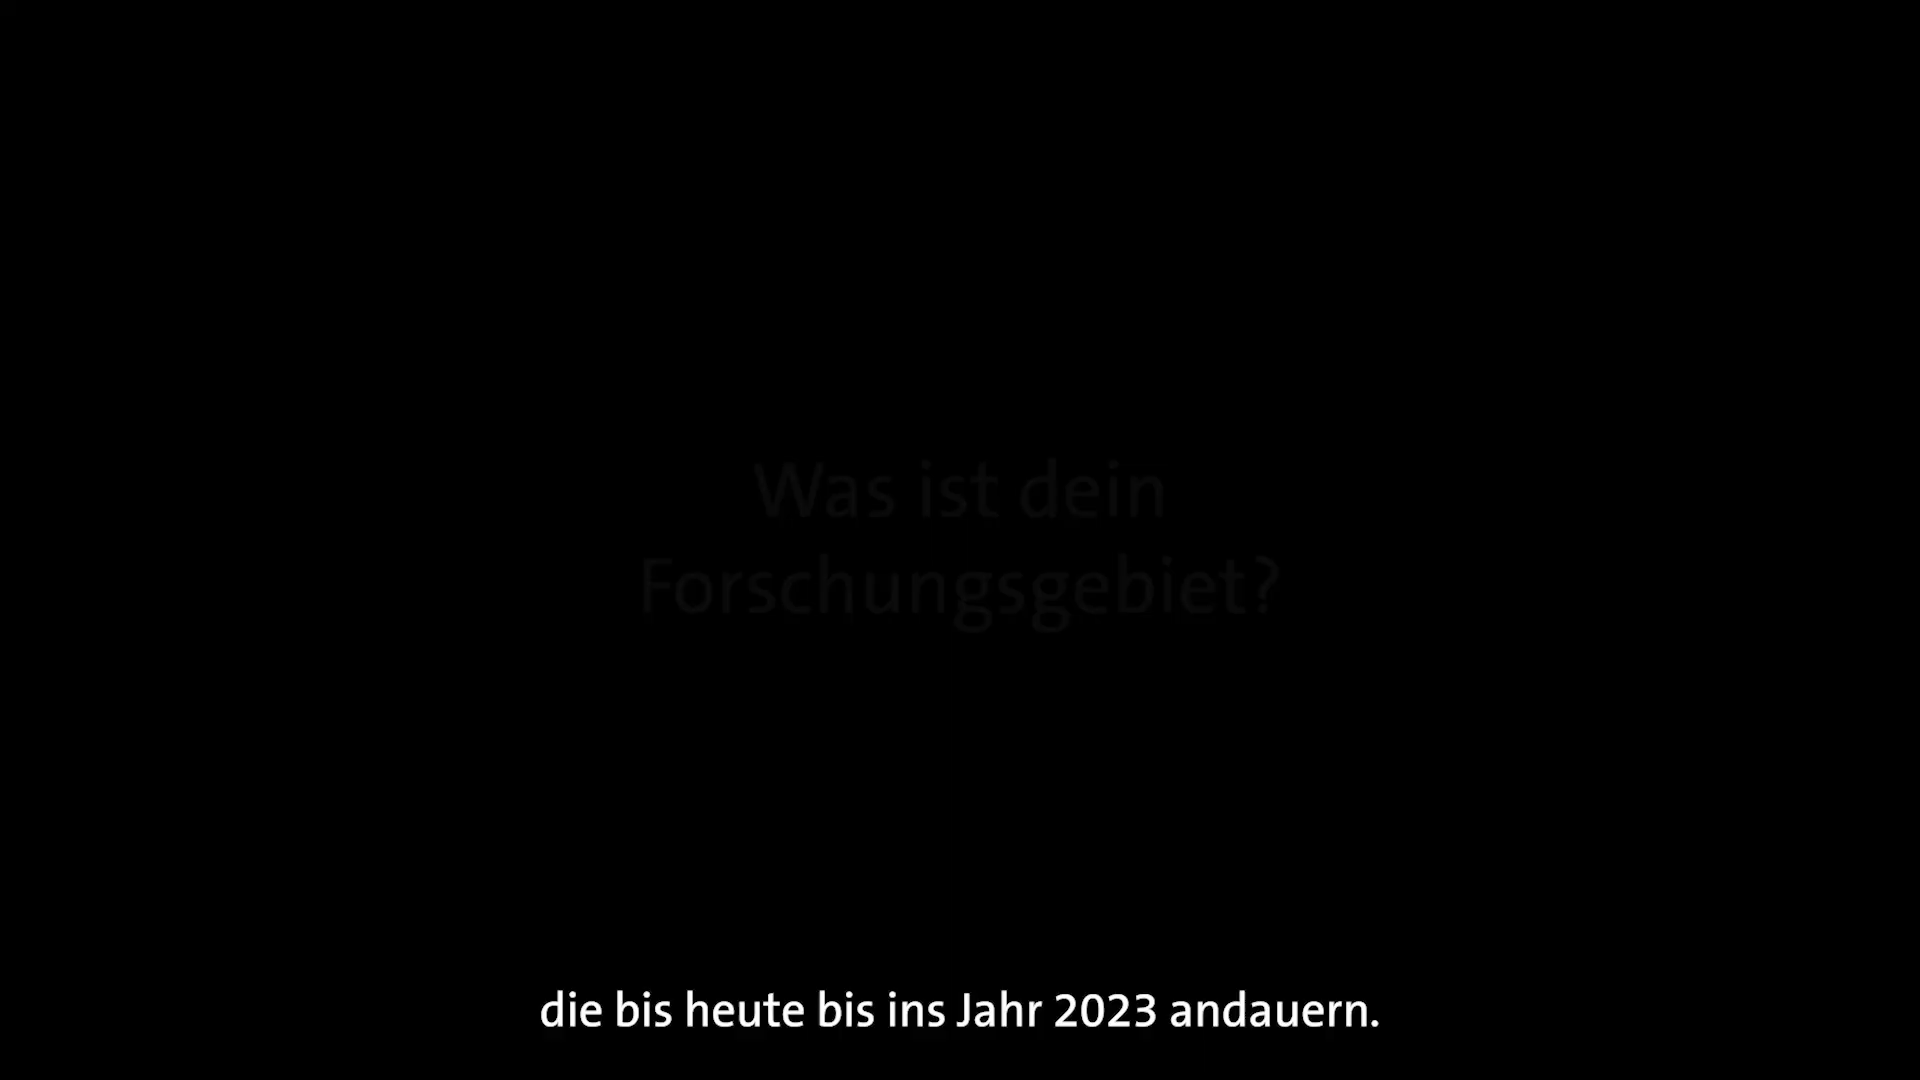 Was ist dein
Forschungsgebiet?
die bis heute bis ins Jahr 2023 andauern.